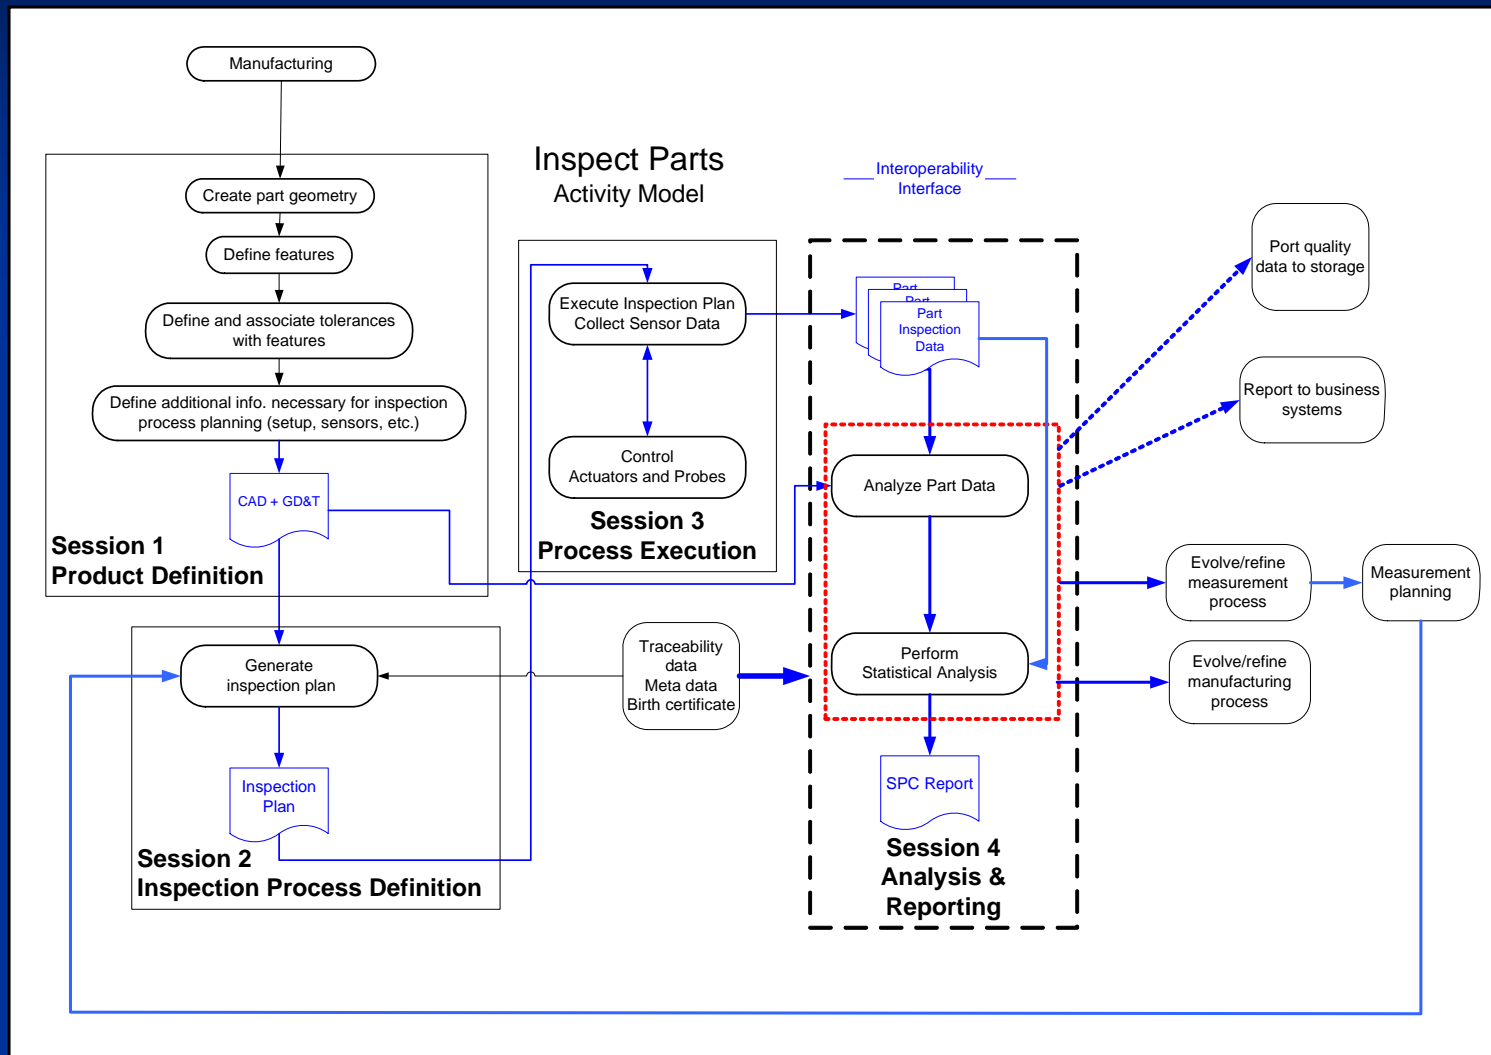 Manufacturing
Create part geometry
Define features
Define and associate tolerances
with features
Define additional info. necessary for inspection
process planning (setup, sensors, etc.)
CAD + GD&T
Session 1
Product Definition
Generate
inspection plan
Inspection
Plan
Session 2
Inspection Process Definition
Inspect Parts
Activity Model
Execute Inspection Plan
Collect Sensor Data
Control
Actuators and Probes
Session 3
Process Execution
Traceability
data
Meta data
Birth certificate
Interoperability
Interface
Part
Part
Part
Inspection
Data
Analyze Part Data
Perform
Statistical Analysis
SPC Report
Session 4
Analysis &
Reporting
Port quality
data to storage
Report to business
systems
Evolve/refine
measurement
process
Measurement
planning
Evolve/refine
manufacturing
process